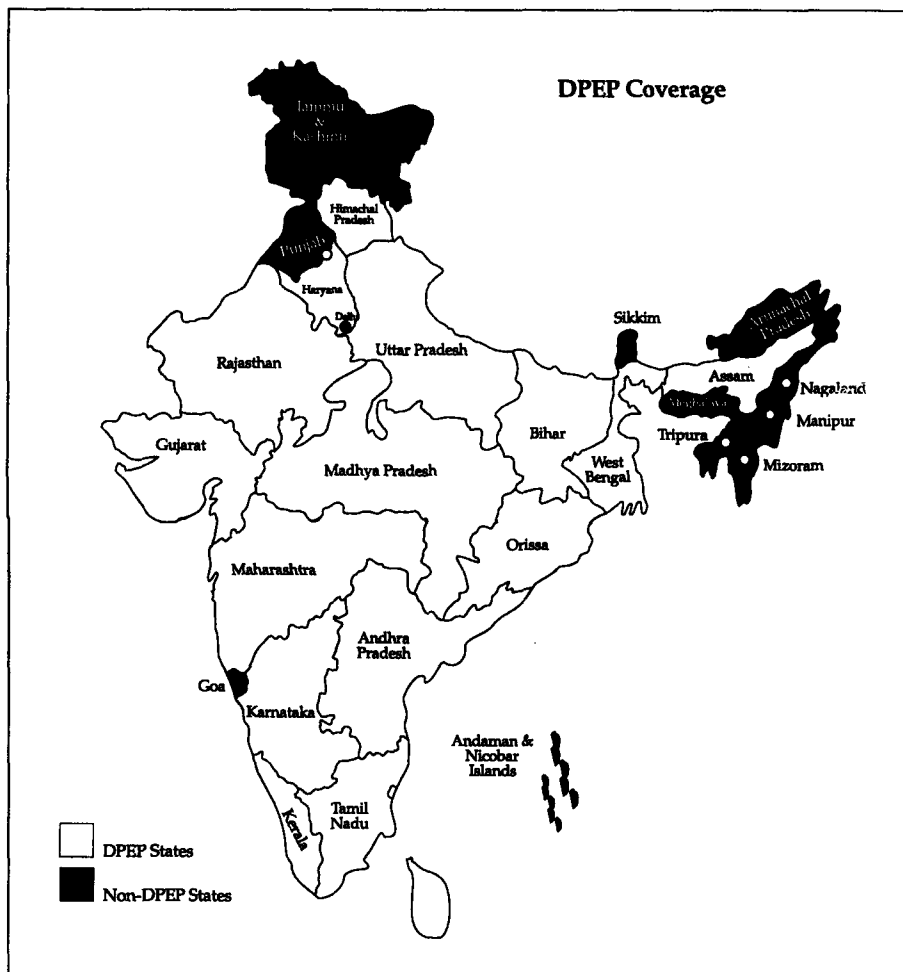 DPEP Coverage
Jammu
&
Kashmir
Himachal
Pradesh
Punjab
Haryana
Delhi
Sikkim
Arunachal
Pradesh
Rajasthan
Uttar Pradesh
Assam
Nagaland
Meghalaya
Manipur
Gujarat
Bihar
Tripura
Madhya Pradesh
West
Bengal
Mizoram
Orissa
Maharashtra
Andhra
Pradesh
Goa
Karnataka
Andaman &
Nicobar
Islands
Tamil
Nadu
Kerala
DPEP States
Non-DPEP States